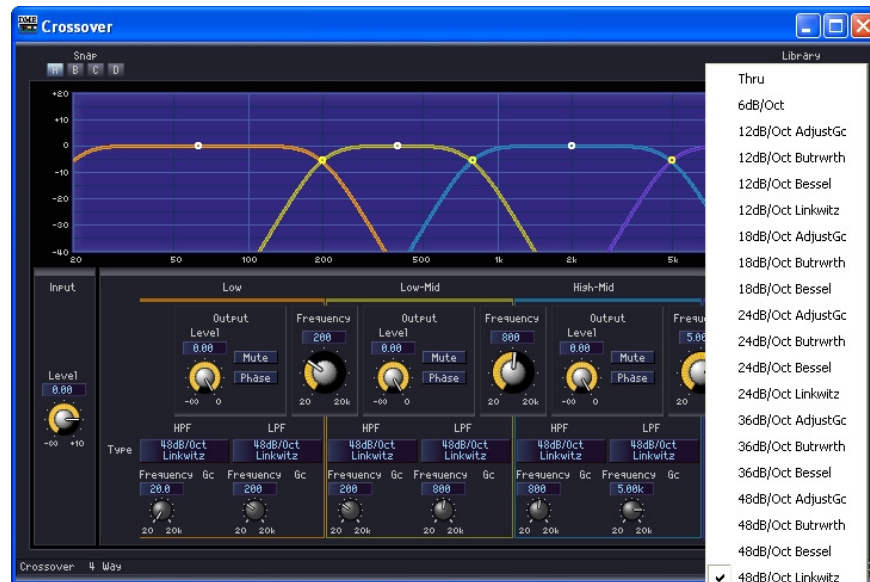 DME Crossover
Snap
Library
A B C D
+20
+10
0
-10
-20
-30
-40
20 50 100 200 500 1k 2k 5k
Input
Level
0.00
-∞ +10
Low
Output
Level
0.00
Mute
Phase
-∞ 0
Frequency
200
20 20k
Low-Mid
Output
Level
0.00
Mute
Phase
-∞ 0
Frequency
800
20 20k
High-Mid
Output
Level
0.00
Mute
Phase
-∞ 0
20
Type
HPF LPF HPF LPF HPF LPF
48dB/Oct Linkwitz
48dB/Oct Linkwitz
48dB/Oct Linkwitz
48dB/Oct Linkwitz
48dB/Oct Linkwitz
48dB/Oct Linkwitz
Frequency Gc Frequency Gc Frequency Gc Frequency Gc Frequency Gc Frequency Gc
20.0 200 200 800 800 5.00k
20 20k 20 20k 20 20k 20 20k 20 20k 20 20k
Crossover 4 Way
Thru
6dB/Oct
12dB/Oct AdjustGc
12dB/Oct Butrwrth
12dB/Oct Bessel
12dB/Oct Linkwitz
18dB/Oct AdjustGc
18dB/Oct Butrwrth
18dB/Oct Bessel
24dB/Oct AdjustGc
24dB/Oct Butrwrth
24dB/Oct Bessel
24dB/Oct Linkwitz
36dB/Oct AdjustGc
36dB/Oct Butrwrth
36dB/Oct Bessel
48dB/Oct AdjustGc
48dB/Oct Butrwrth
48dB/Oct Bessel
48dB/Oct Linkwitz